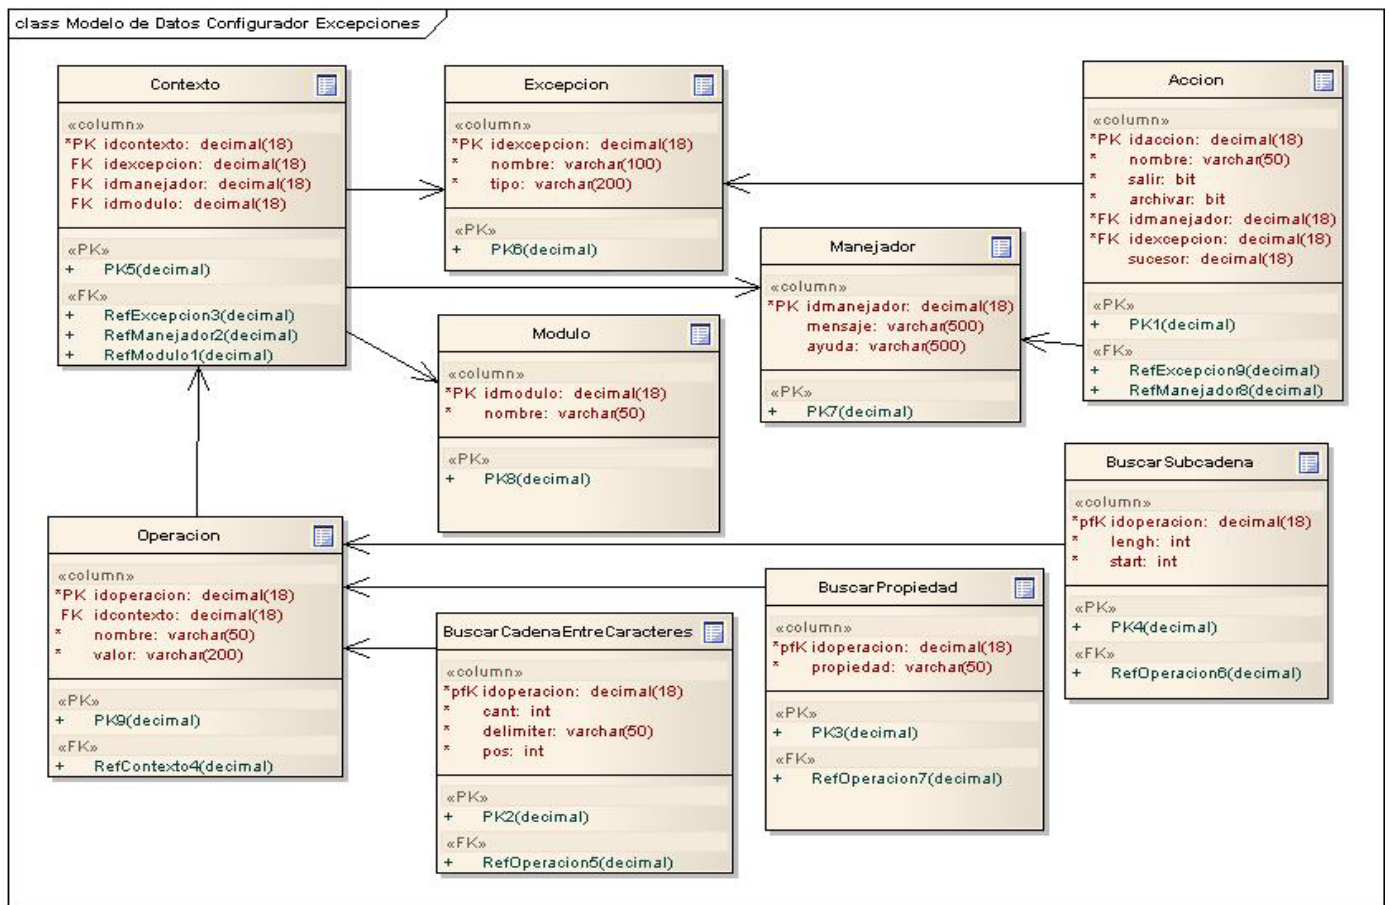 class Modelo de Datos Configurador Excepciones
Contexto
«column»
*PK idcontexto: decimal(18)
FK idexcepcion: decimal(18)
FK idmanejador: decimal(18)
FK idmodulo: decimal(18)
«PK»
+ PK5(decimal)
«FK»
+ RefExcepcion3(decimal)
+ RefManejador2(decimal)
+ RefModulo1(decimal)
Excepcion
«column»
*PK idexcepcion: decimal(18)
* nombre: varchar(100)
* tipo: varchar(200)
«PK»
+ PK6(decimal)
Accion
«column»
*PK idaccion: decimal(18)
* nombre: varchar(50)
* salir: bit
* archivar: bit
*FK idmanejador: decimal(18)
*FK idexcepcion: decimal(18)
sucesor: decimal(18)
«PK»
+ PK1(decimal)
«FK»
+ RefExcepcion9(decimal)
+ RefManejador8(decimal)
Manejador
«column»
*PK idmanejador: decimal(18)
mensaje: varchar(500)
ayuda: varchar(500)
«PK»
+ PK7(decimal)
Modulo
«column»
*PK idmodulo: decimal(18)
* nombre: varchar(50)
«PK»
+ PK8(decimal)
BuscarSubcadena
«column»
*pfK idoperacion: decimal(18)
* lengh: int
* start: int
«PK»
+ PK4(decimal)
«FK»
+ RefOperacion6(decimal)
Operacion
«column»
*PK idoperacion: decimal(18)
FK idcontexto: decimal(18)
* nombre: varchar(50)
* valor: varchar(200)
«PK»
+ PK9(decimal)
«FK»
+ RefContexto4(decimal)
BuscarPropiedad
«column»
*pfK idoperacion: decimal(18)
* propiedad: varchar(50)
«PK»
+ PK3(decimal)
«FK»
+ RefOperacion7(decimal)
BuscarCadenaEntreCaracteres
«column»
*pfK idoperacion: decimal(18)
* cant: int
* delimiter: varchar(50)
* pos: int
«PK»
+ PK2(decimal)
«FK»
+ RefOperacion5(decimal)